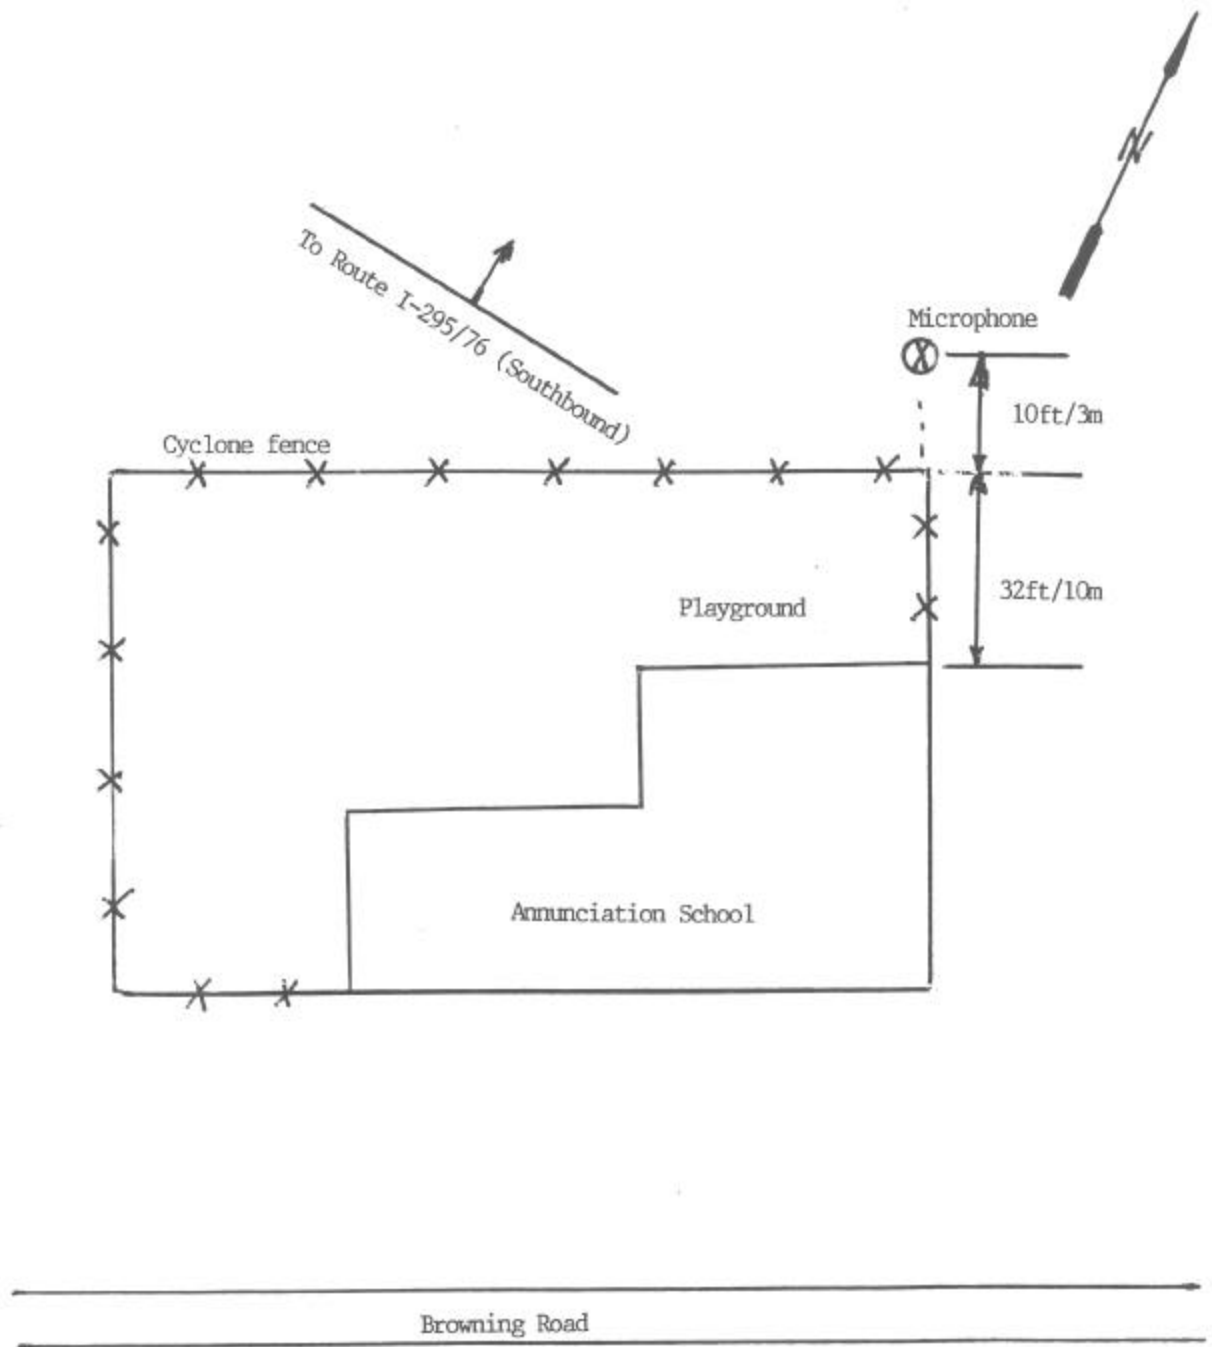 N
To Route I-295/76 (Southbound)
Microphone
10ft/3m
Cyclone fence
32ft/10m
Playground
Annunciation School
Browning Road